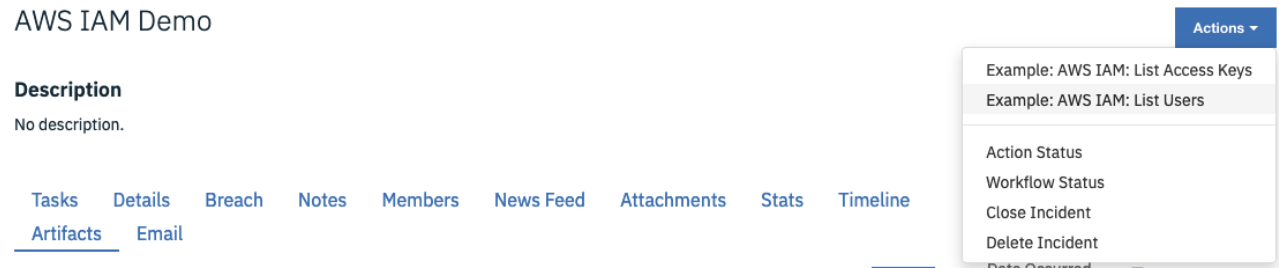 AWS IAM Demo
Actions
Example: AWS IAM: List Access Keys
Example: AWS IAM: List Users
Description
No description.
Action Status
Workflow Status
Close Incident
Delete Incident
Tasks Details Breach Notes Members News Feed Attachments Stats Timeline
Artifacts Email